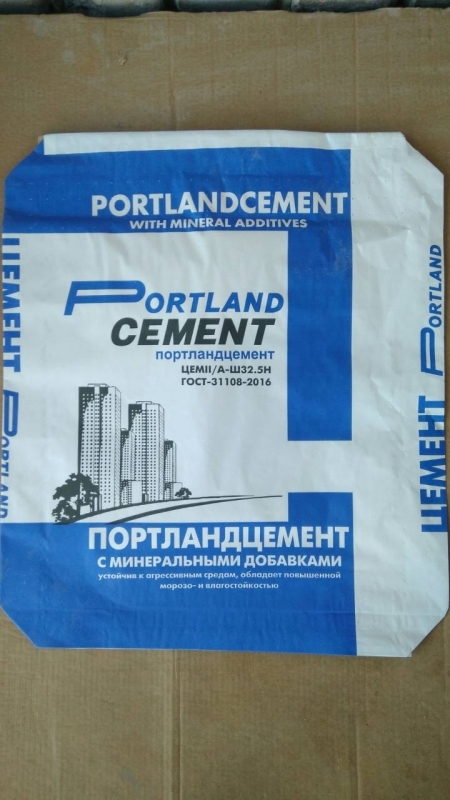 PORTLANDCEMENT
WITH MINERAL ADDITIVES
PORTLAND
CEMENT
портландцемент
ЦЕМII/А-Ш32.5Н
ГОСТ-31108-2016
ПОРТЛАНДЦЕМЕНТ
С МИНЕРАЛЬНЫМИ ДОБАВКАМИ
устойчив к агрессивным средам, обладает повышенной
морозо- и влагостойкостью
ЦЕМЕНТ
PORTLAND
ЦЕМЕНТ PORTLAND